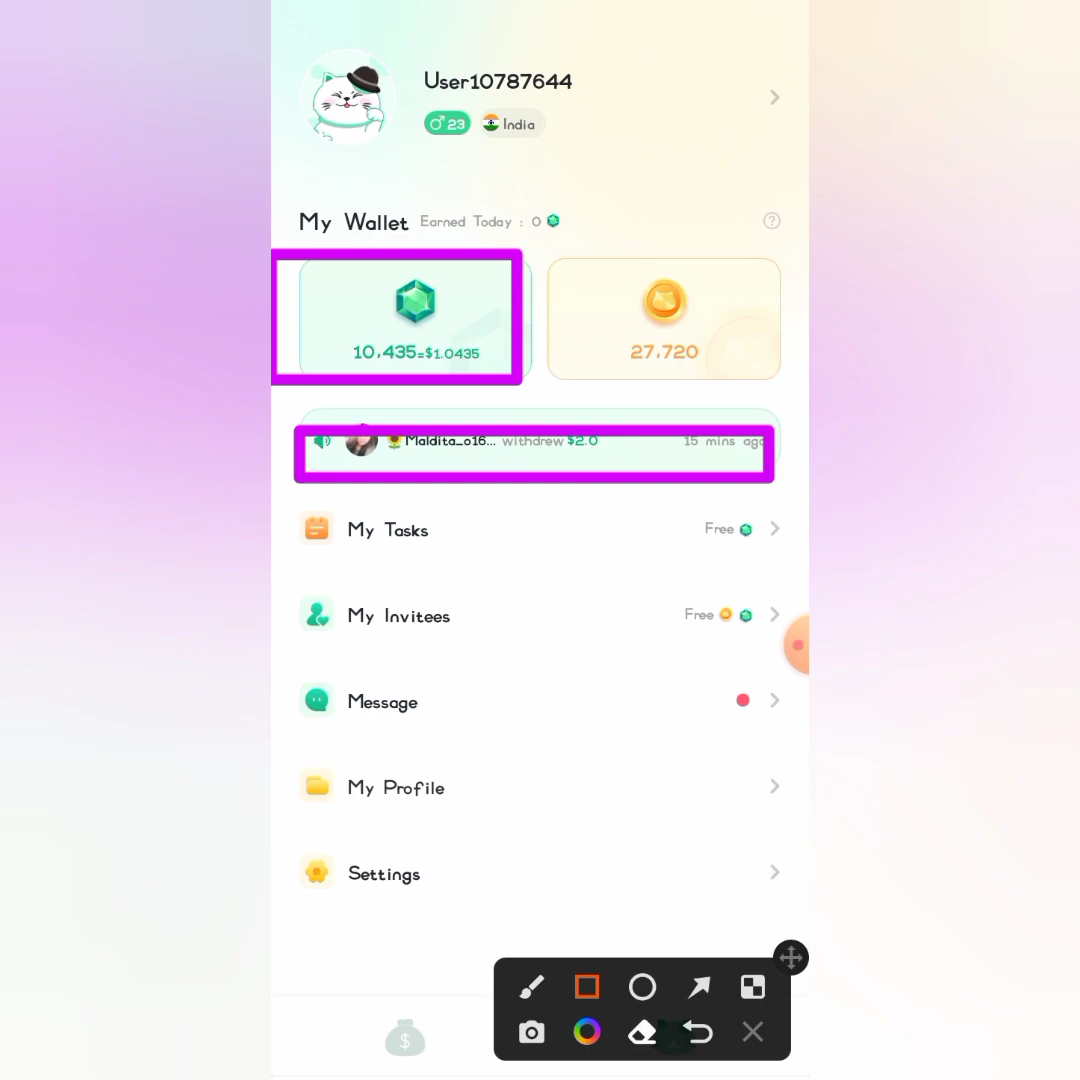 User10787644
23 India
My Wallet Earned Today : 0
10,435=$1.0435
27,720
Maldita_o16... withdrew $2.0 15 mins ago
My Tasks Free
My Invitees Free
Message
My Profile
Settings